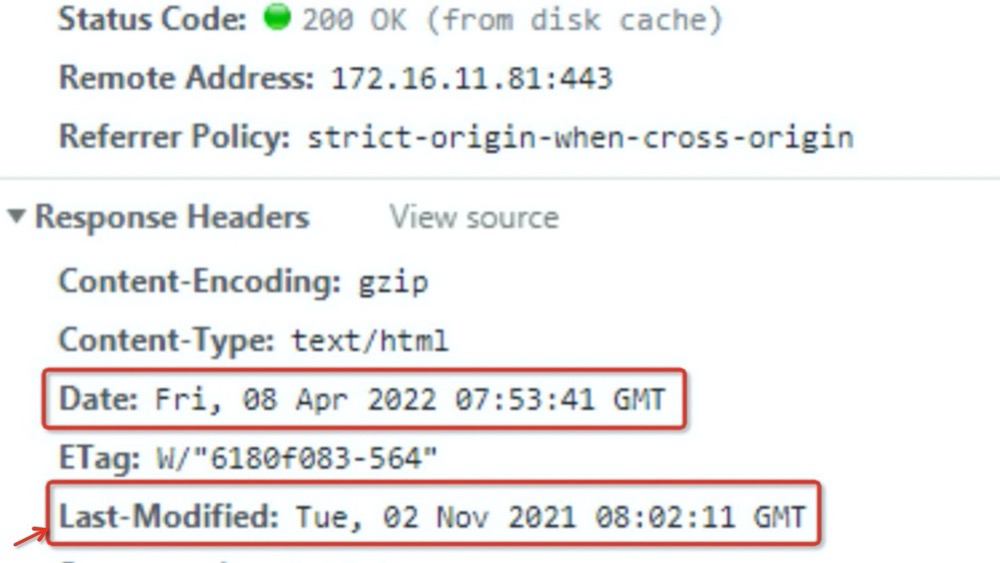 Status Code: 200 OK (from disk cache)
Remote Address: 172.16.11.81:443
Referrer Policy: strict-origin-when-cross-origin
Response Headers View source
Content-Encoding: gzip
Content-Type: text/html
Date: Fri, 08 Apr 2022 07:53:41 GMT
ETag: W/"6180f083-564"
Last-Modified: Tue, 02 Nov 2021 08:02:11 GMT